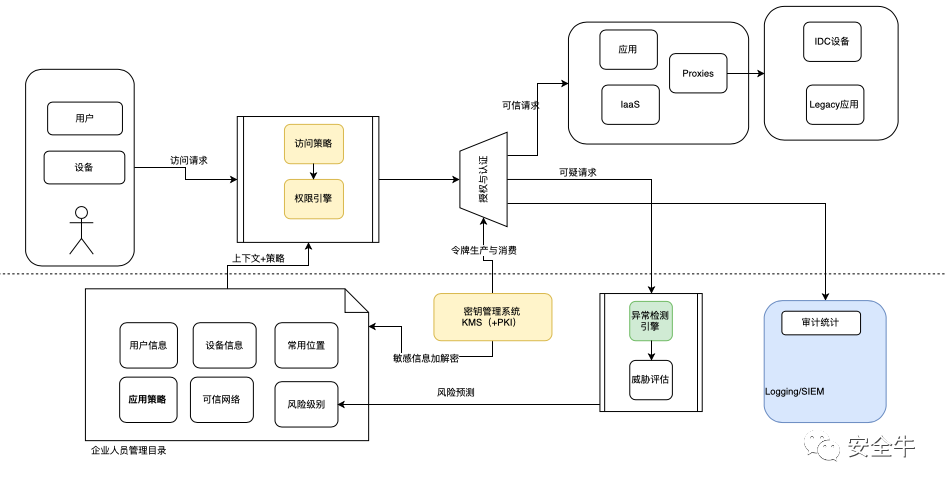 用户
设备
访问请求
访问策略
权限引擎
授权与认证
可信请求
应用
IaaS
Proxies
IDC设备
Legacy应用
可疑请求
令牌生产与消费
上下文+策略
用户信息
设备信息
常用位置
应用策略
可信网络
风险级别
企业人员管理目录
密钥管理系统
KMS（+PKI）
敏感信息加解密
风险预测
异常检测
引擎
威胁评估
审计统计
Logging/SIEM
安全牛